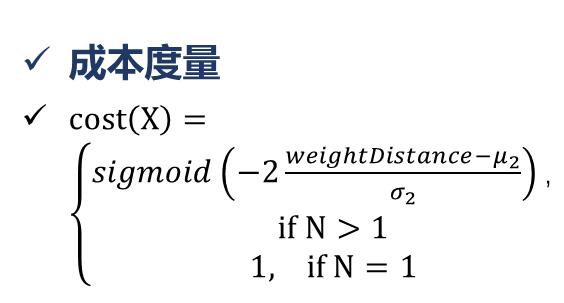 ✓ 成本度量
✓ cost(X) =
{ sigmoid (−2 (weightDistance−μ₂)/σ₂) ,
if N > 1
1, if N = 1